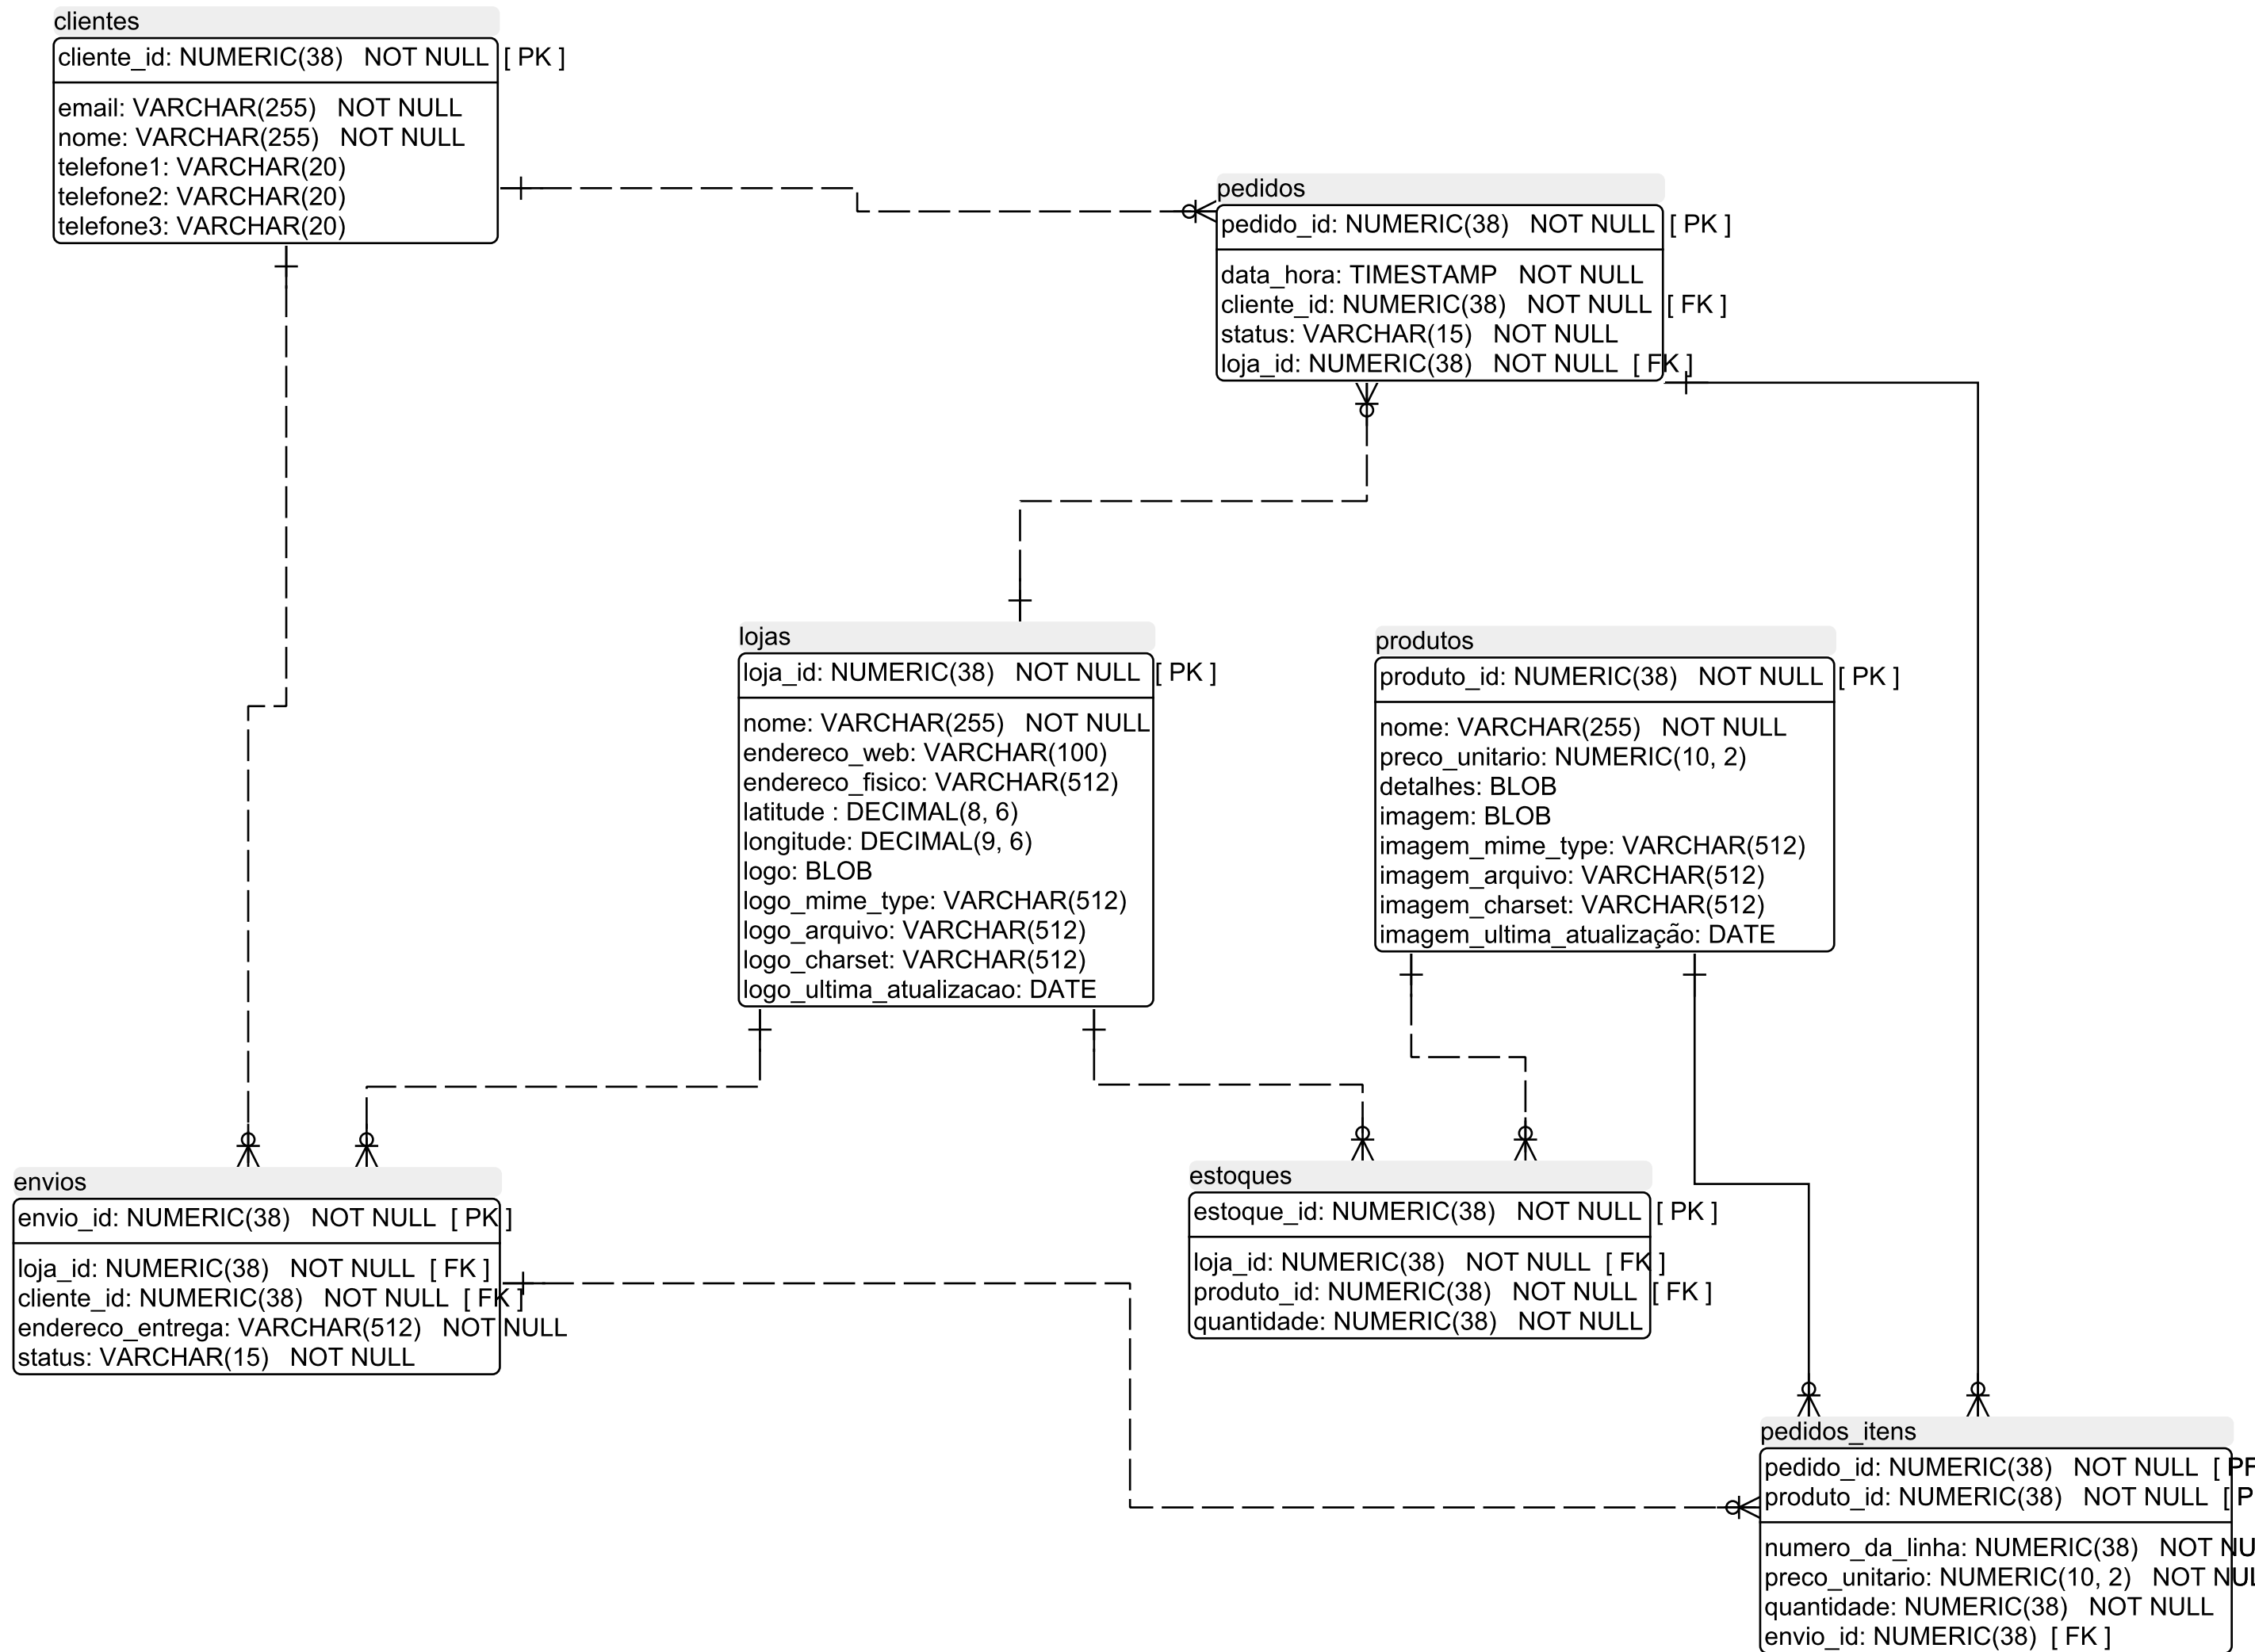 clientes
cliente_id: NUMERIC(38) NOT NULL [ PK ]
email: VARCHAR(255) NOT NULL
nome: VARCHAR(255) NOT NULL
telefone1: VARCHAR(20)
telefone2: VARCHAR(20)
telefone3: VARCHAR(20)
pedidos
pedido_id: NUMERIC(38) NOT NULL [ PK ]
data_hora: TIMESTAMP NOT NULL
cliente_id: NUMERIC(38) NOT NULL [ FK ]
status: VARCHAR(15) NOT NULL
loja_id: NUMERIC(38) NOT NULL [ FK ]
lojas
loja_id: NUMERIC(38) NOT NULL [ PK ]
nome: VARCHAR(255) NOT NULL
endereco_web: VARCHAR(100)
endereco_fisico: VARCHAR(512)
latitude : DECIMAL(8, 6)
longitude: DECIMAL(9, 6)
logo: BLOB
logo_mime_type: VARCHAR(512)
logo_arquivo: VARCHAR(512)
logo_charset: VARCHAR(512)
logo_ultima_atualizacao: DATE
produtos
produto_id: NUMERIC(38) NOT NULL [ PK ]
nome: VARCHAR(255) NOT NULL
preco_unitario: NUMERIC(10, 2)
detalhes: BLOB
imagem: BLOB
imagem_mime_type: VARCHAR(512)
imagem_arquivo: VARCHAR(512)
imagem_charset: VARCHAR(512)
imagem_ultima_atualização: DATE
envios
envio_id: NUMERIC(38) NOT NULL [ PK ]
loja_id: NUMERIC(38) NOT NULL [ FK ]
cliente_id: NUMERIC(38) NOT NULL [ FK ]
endereco_entrega: VARCHAR(512) NOT NULL
status: VARCHAR(15) NOT NULL
estoques
estoque_id: NUMERIC(38) NOT NULL [ PK ]
loja_id: NUMERIC(38) NOT NULL [ FK ]
produto_id: NUMERIC(38) NOT NULL [ FK ]
quantidade: NUMERIC(38) NOT NULL
pedidos_itens
pedido_id: NUMERIC(38) NOT NULL [
produto_id: NUMERIC(38) NOT NULL [
numero_da_linha: NUMERIC(38) NOT
preco_unitario: NUMERIC(10, 2) NOT
quantidade: NUMERIC(38) NOT NULL
envio_id: NUMERIC(38) [ FK ]